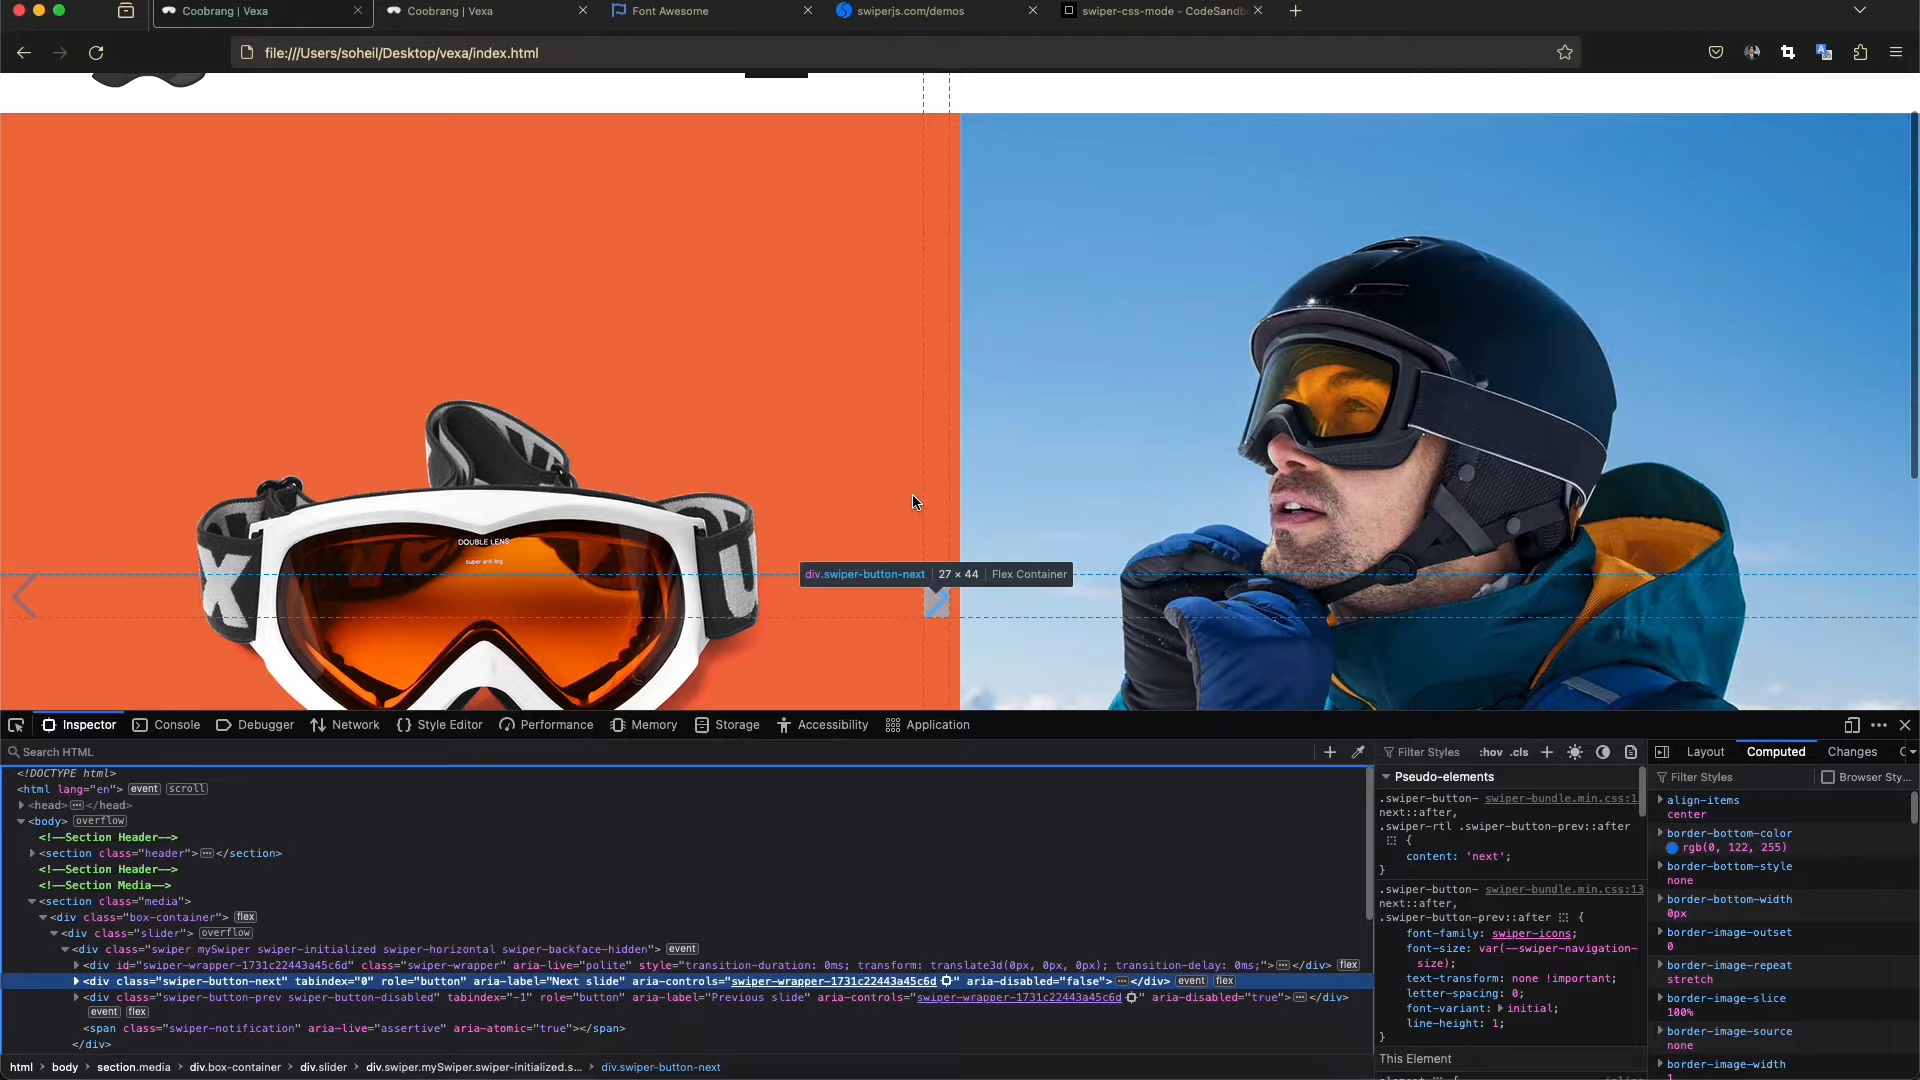 Coobrang | Vexa
Coobrang | Vexa
Font Awesome
swiperjs.com/demos
swiper-css-mode - CodeSandb
file:///Users/soheil/Desktop/vexa/index.html
DOUBLE LENS
super anti fog
div.swiper-button-next | 27 × 44 | Flex Container
Inspector Console Debugger Network Style Editor Performance Memory Storage Accessibility Application
Search HTML
<!DOCTYPE html>
<html lang="en"> event scroll
<head> </head>
<body> overflow
<!--Section Header-->
<section class="header"> </section>
<!--Section Header-->
<!--Section Media-->
<section class="media">
<div class="box-container"> flex
<div class="slider"> overflow
<div class="swiper mySwiper swiper-initialized swiper-horizontal swiper-backface-hidden"> event
<div id="swiper-wrapper-1731c22443a45c6d" class="swiper-wrapper" aria-live="polite" style="transition-duration: 0ms; transform: translate3d(0px, 0px, 0px); transition-delay: 0ms;"> </div> flex
<div class="swiper-button-next" tabindex="0" role="button" aria-label="Next slide" aria-controls="swiper-wrapper-1731c22443a45c6d " aria-disabled="false"> </div> event flex
<div class="swiper-button-prev swiper-button-disabled" tabindex="-1" role="button" aria-label="Previous slide" aria-controls="swiper-wrapper-1731c22443a45c6d " aria-disabled="true"> </div>
event flex
<span class="swiper-notification" aria-live="assertive" aria-atomic="true"></span>
</div>
html > body > section.media > div.box-container > div.slider > div.swiper.mySwiper.swiper-initialized.s... > div.swiper-button-next
Filter Styles :hov .cls
Pseudo-elements
.swiper-button- swiper-bundle.min.css:1
next::after,
.swiper-rtl .swiper-button-prev::after
{
content: 'next';
}
.swiper-button- swiper-bundle.min.css:13
next::after,
.swiper-button-prev::after {
font-family: swiper-icons;
font-size: var(--swiper-navigation-
size);
text-transform: none !important;
letter-spacing: 0;
font-variant: initial;
line-height: 1;
}
This Element
Layout Computed Changes
Filter Styles Browser Sty...
align-items
center
border-bottom-color
rgb(0, 122, 255)
border-bottom-style
none
border-bottom-width
0px
border-image-outset
0
border-image-repeat
stretch
border-image-slice
100%
border-image-source
none
border-image-width
1